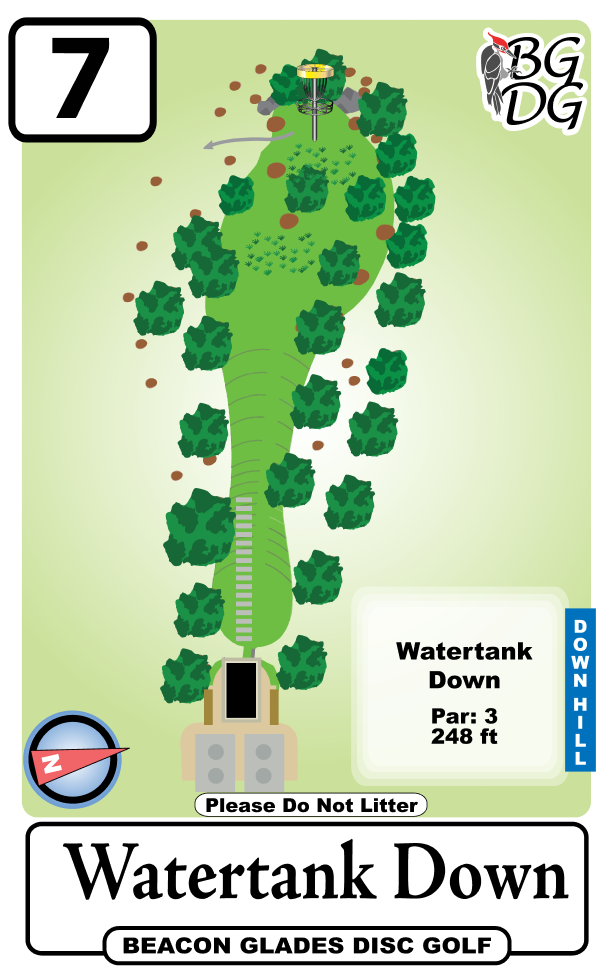 7
BG
DG
Watertank
Down
Par: 3
248 ft
DOWN HILL
N
Please Do Not Litter
Watertank Down
BEACON GLADES DISC GOLF